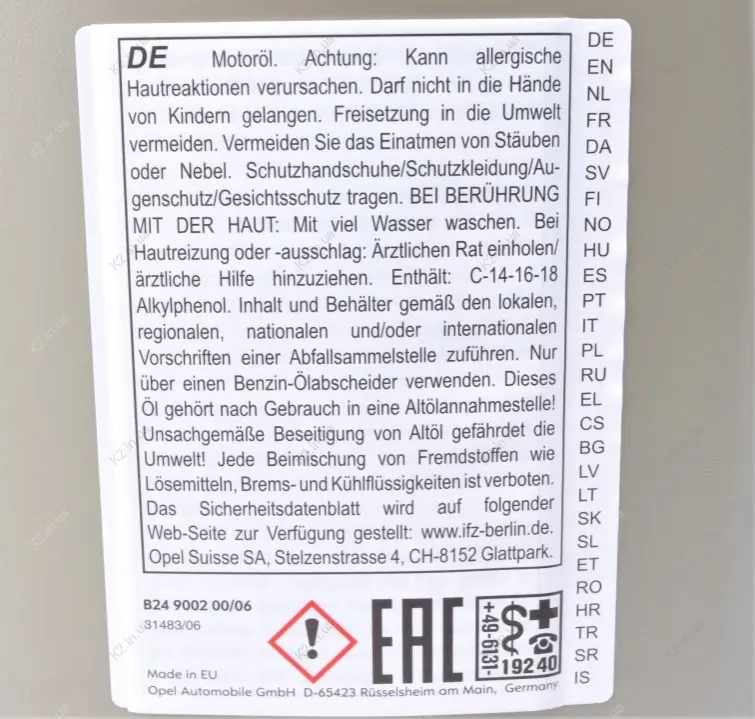 DE Motoröl. Achtung: Kann allergische
Hautreaktionen verursachen. Darf nicht in die Hände
von Kindern gelangen. Freisetzung in die Umwelt
vermeiden. Vermeiden Sie das Einatmen von Stäuben
oder Nebel. Schutzhandschuhe/Schutzkleidung/Au-
genschutz/Gesichtsschutz tragen. BEI BERÜHRUNG
MIT DER HAUT: Mit viel Wasser waschen. Bei
Hautreizung oder -ausschlag: Ärztlichen Rat einholen/
ärztliche Hilfe hinzuziehen. Enthält: C-14-16-18
Alkylphenol. Inhalt und Behälter gemäß den lokalen,
regionalen, nationalen und/oder internationalen
Vorschriften einer Abfallsammelstelle zuführen. Nur
über einen Benzin-Ölabscheider verwenden. Dieses
Öl gehört nach Gebrauch in eine Altölannahmestelle!
Unsachgemäße Beseitigung von Altöl gefährdet die
Umwelt! Jede Beimischung von Fremdstoffen wie
Lösemitteln, Brems- und Kühlflüssigkeiten ist verboten.
Das Sicherheitsdatenblatt wird auf folgender
Web-Seite zur Verfügung gestellt: www.ifz-berlin.de.
Opel Suisse SA, Stelzenstrasse 4, CH-8152 Glattpark.
DE
EN
NL
FR
DA
SV
FI
NO
HU
ES
PT
IT
PL
RU
EL
CS
BG
LV
LT
SK
SL
ET
RO
HR
TR
SR
IS
B24 9002 00/06
31483/06
EAC
+49-6131-
19240
Made in EU
Opel Automobile GmbH D-65423 Rüsselsheim am Main, Germany
K2.in.ua